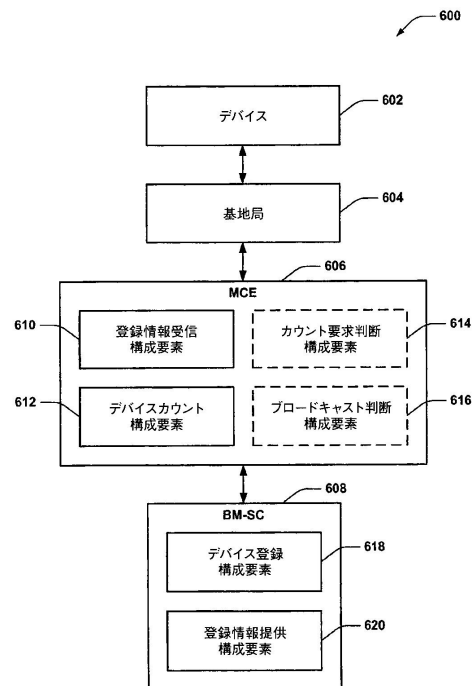 600
デバイス
602
基地局
604
606
MCE
610
登録情報受信
構成要素
カウント要求判断
構成要素
614
612
デバイスカウント
構成要素
ブロードキャスト判断
構成要素
616
608
BM-SC
デバイス登録
構成要素
618
登録情報提供
構成要素
620